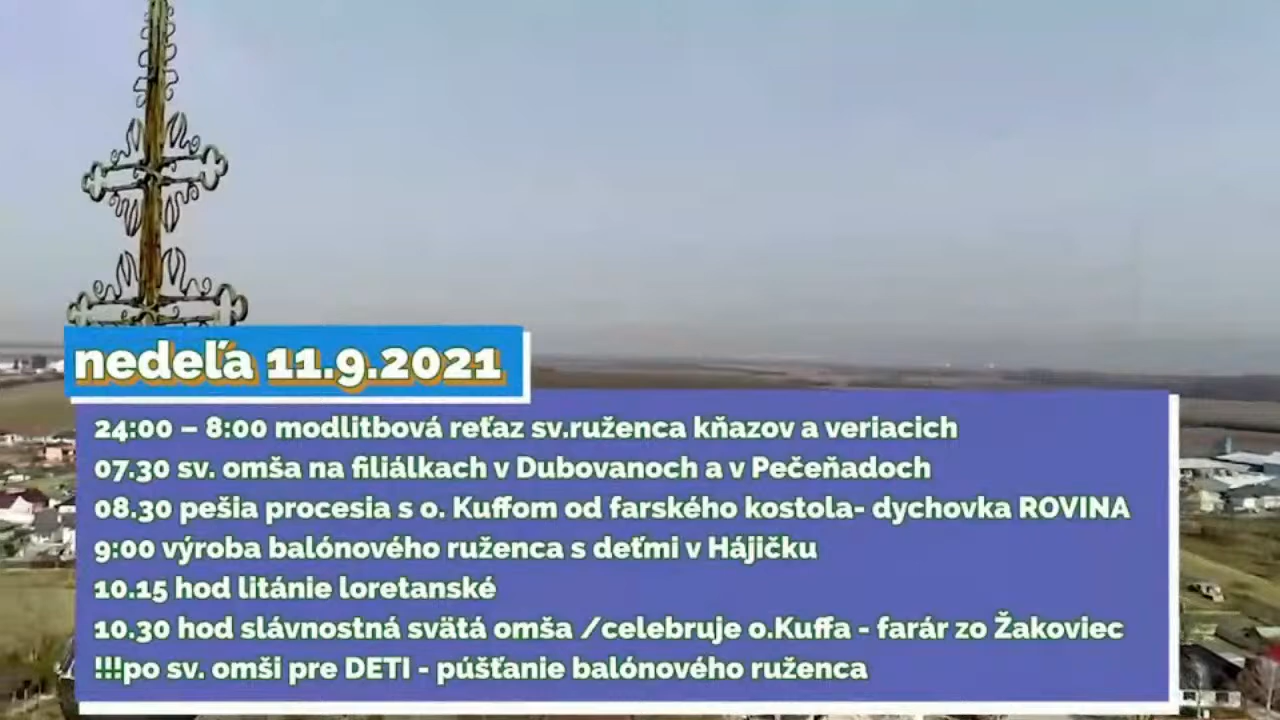 nedeľa 11.9.2021
24:00 – 8:00 modlitbová reťaz sv.ruženca kňazov a veriacich
07.30 sv. omša na filiálkach v Dubovanoch a v Pečeňadoch
08.30 pešia procesia s o. Kuffom od farského kostola- dychovka ROVINA
9:00 výroba balónového ruženca s deťmi v Hájičku
10.15 hod litánie loretanské
10.30 hod slávnostná svätá omša /celebruje o.Kuffa - farár zo Žakoviec
!!!po sv. omši pre DETI - púšťanie balónového ruženca